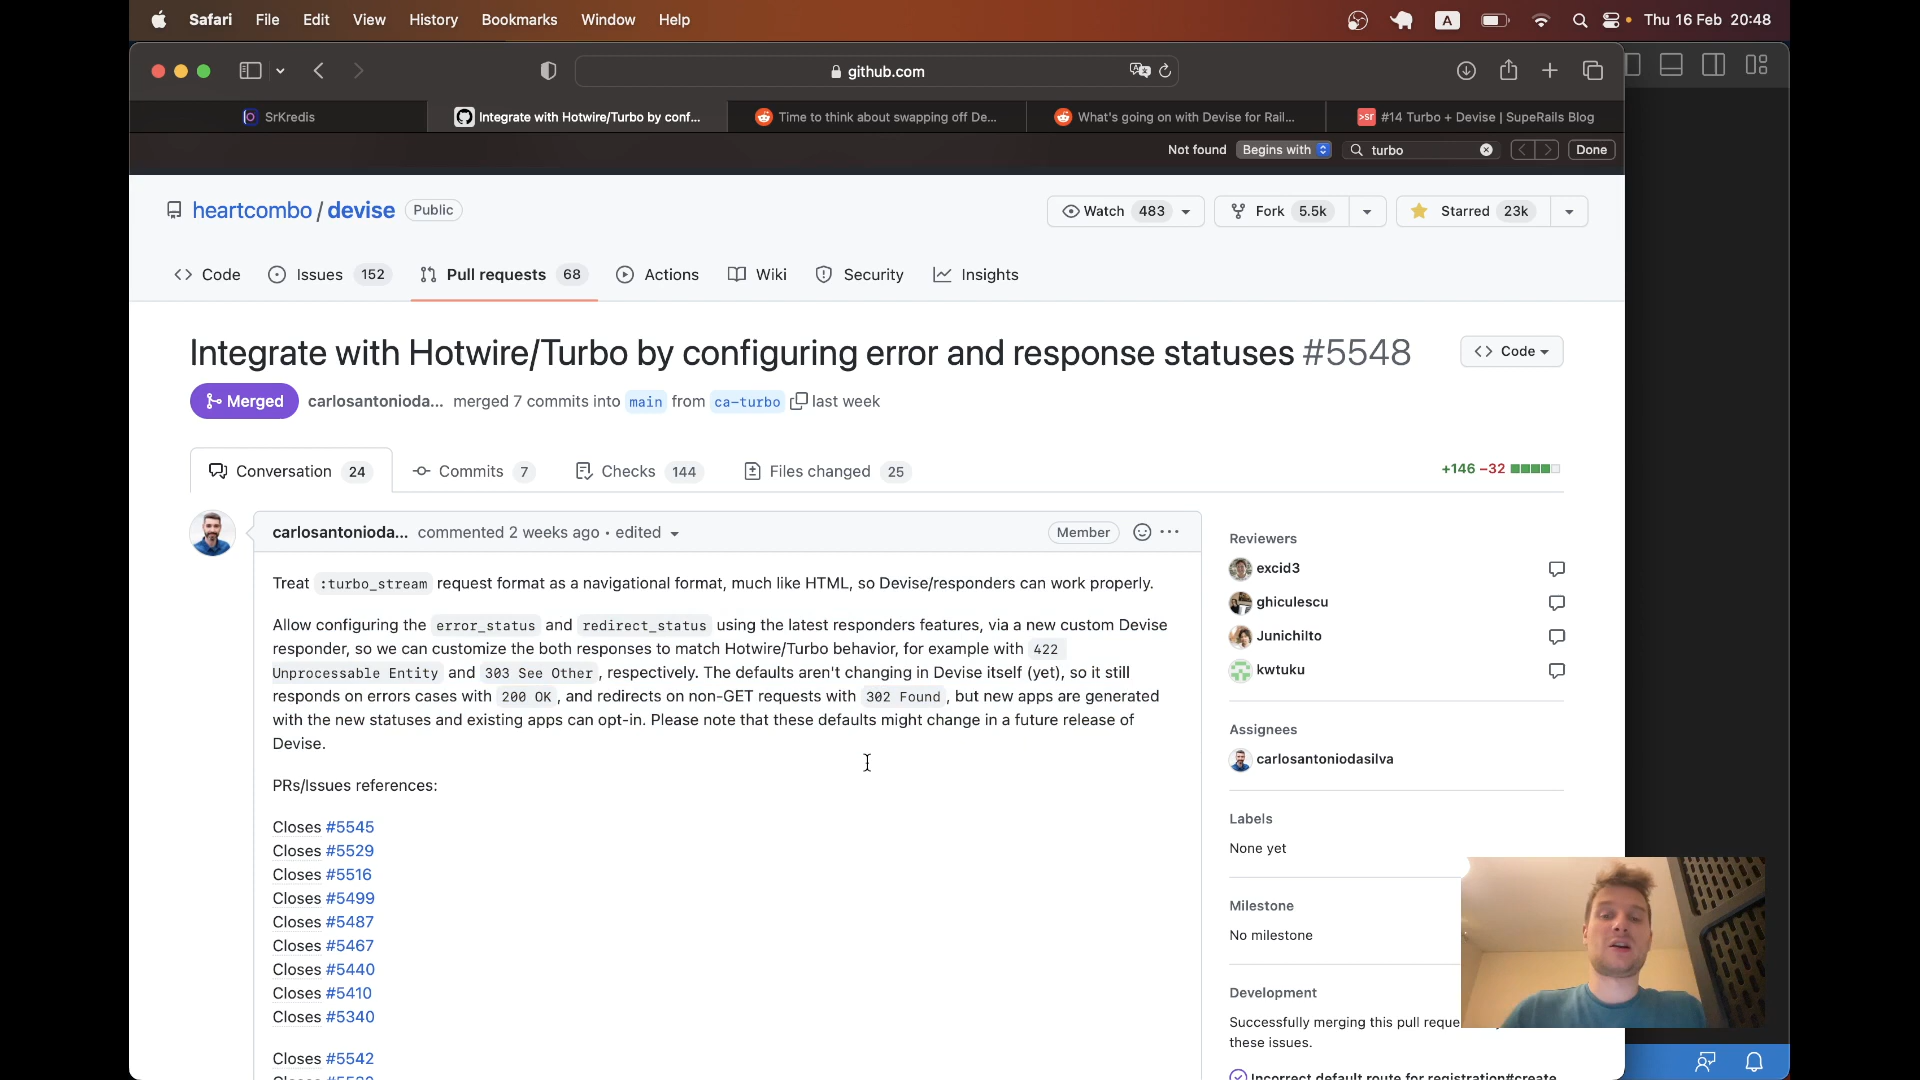 Safari File Edit View History Bookmarks Window Help A Thu 16 Feb 20:48
github.com
SrKredis
Integrate with Hotwire/Turbo by conf...
Time to think about swapping off De...
What's going on with Devise for Rail...
>sr #14 Turbo + Devise | SupeRails Blog
Not found Begins with turbo Done
heartcombo / devise Public
Watch 483 Fork 5.5k Starred 23k
Code Issues 152 Pull requests 68 Actions Wiki Security Insights
Integrate with Hotwire/Turbo by configuring error and response statuses #5548
Code
Merged carlosantonioda... merged 7 commits into main from ca-turbo last week
Conversation 24 Commits 7 Checks 144 Files changed 25
+146 −32
carlosantonioda... commented 2 weeks ago • edited Member
Treat :turbo_stream request format as a navigational format, much like HTML, so Devise/responders can work properly.
Allow configuring the error_status and redirect_status using the latest responders features, via a new custom Devise
responder, so we can customize the both responses to match Hotwire/Turbo behavior, for example with 422
Unprocessable Entity and 303 See Other, respectively. The defaults aren't changing in Devise itself (yet), so it still
responds on errors cases with 200 OK, and redirects on non-GET requests with 302 Found, but new apps are generated
with the new statuses and existing apps can opt-in. Please note that these defaults might change in a future release of
Devise.
PRs/Issues references:
Closes #5545
Closes #5529
Closes #5516
Closes #5499
Closes #5487
Closes #5467
Closes #5440
Closes #5410
Closes #5340
Closes #5542
Reviewers
excid3
ghiculescu
Junichilto
kwtuku
Assignees
carlosantoniodasilva
Labels
None yet
Milestone
No milestone
Development
Successfully merging this pull reque
these issues.
Incorrect default route for registration#create